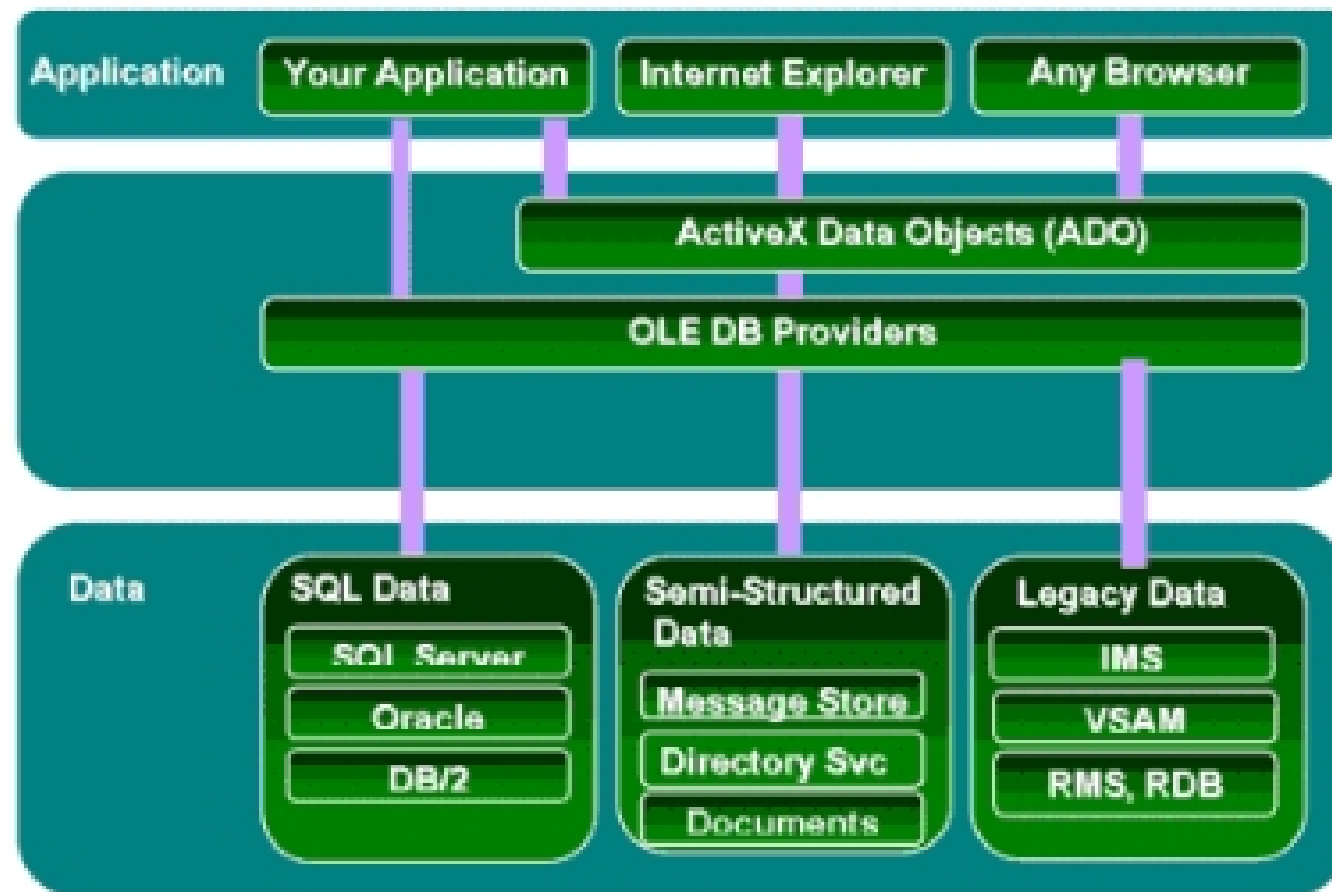 Application
Your Application
Internet Explorer
Any Browser
ActiveX Data Objects (ADO)
OLE DB Providers
Data
SQL Data
SQL Server
Oracle
DB/2
Semi-Structured
Data
Message Store
Directory Svc
Documents
Legacy Data
IMS
VSAM
RMS, RDB